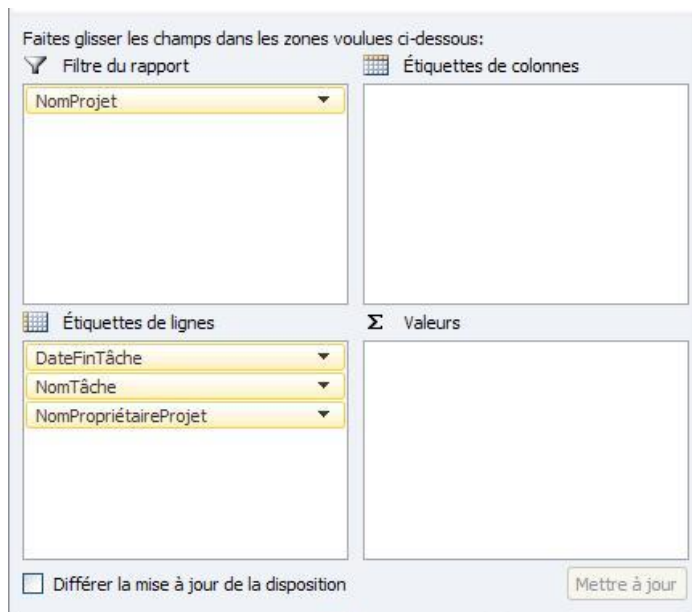 Faites glisser les champs dans les zones voulues ci-dessous:
Filtre du rapport
Étiquettes de colonnes
NomProjet
Étiquettes de lignes
Σ Valeurs
DateFinTâche
NomTâche
NomPropriétaireProjet
Différer la mise à jour de la disposition
Mettre à jour